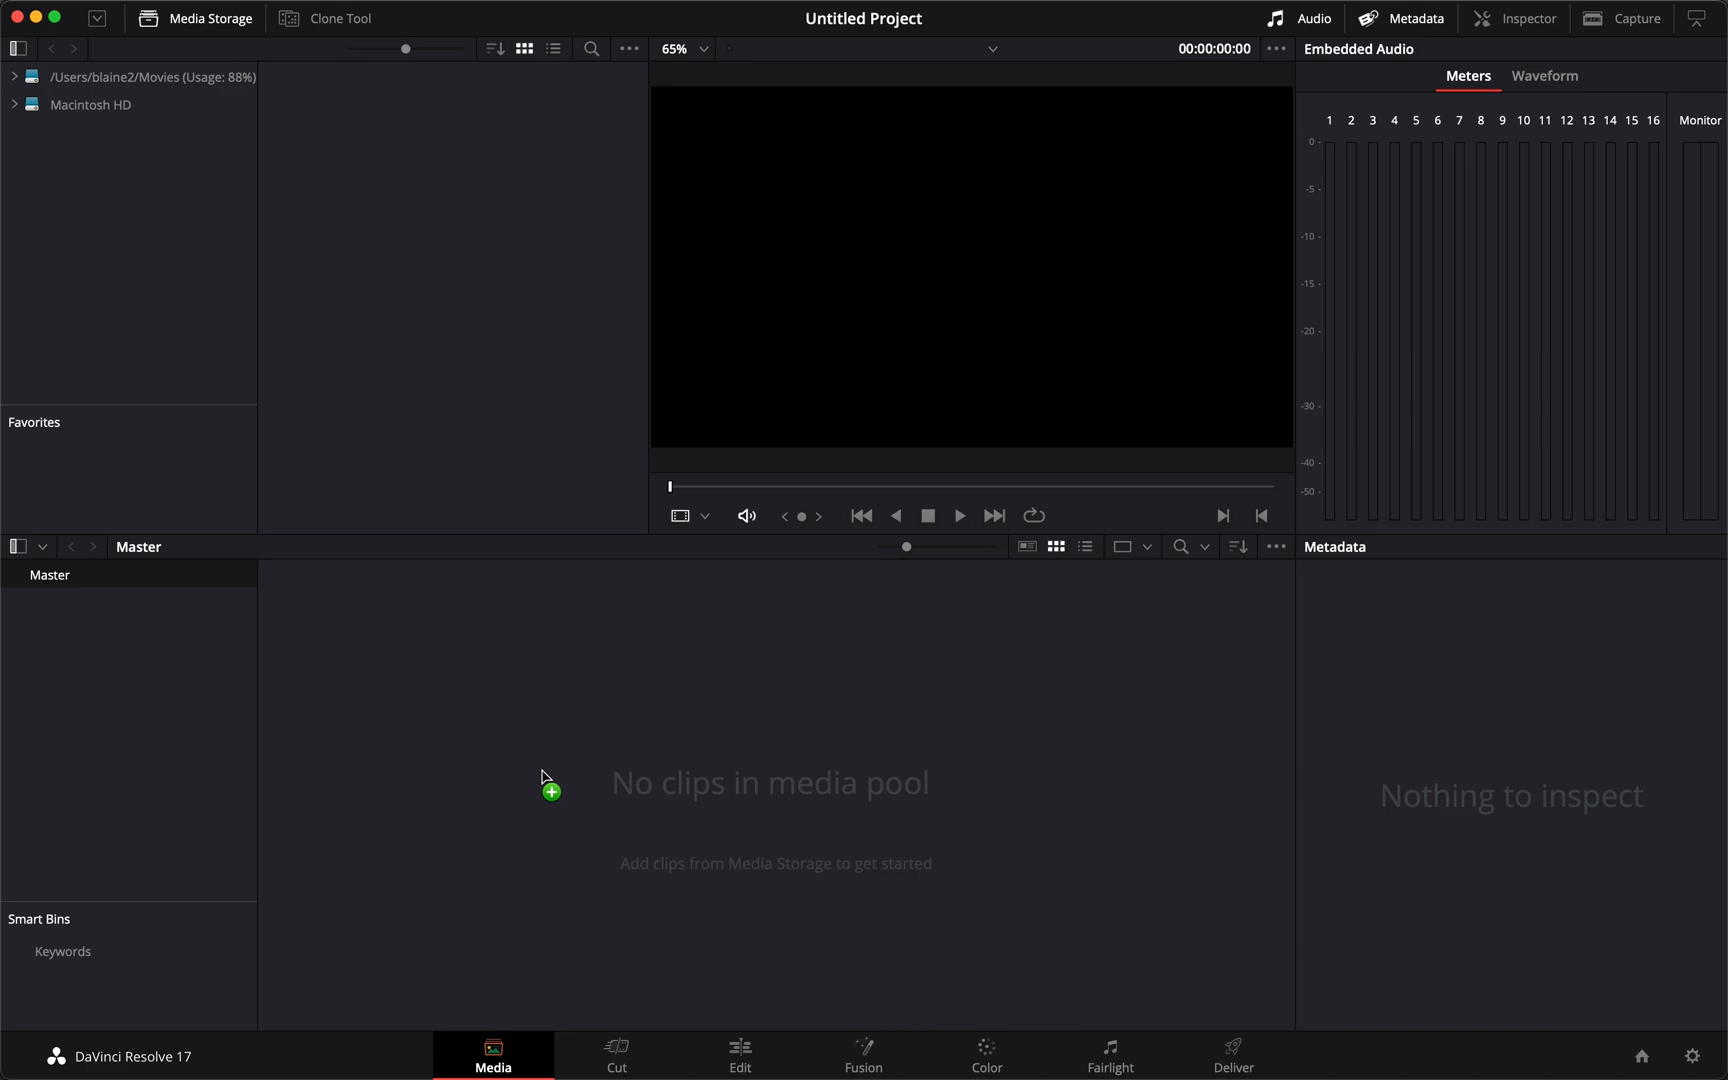 Media Storage Clone Tool Untitled Project Audio Metadata Inspector Capture
65% 00:00:00:00 Embedded Audio
/Users/blaine2/Movies (Usage: 88%) Meters Waveform
Macintosh HD
1 2 3 4 5 6 7 8 9 10 11 12 13 14 15 16 Monitor
0 -
-5 -
-10 -
-15 -
-20 -
-30 -
-40 -
-50 -
Favorites
Master Metadata
Master
No clips in media pool
Nothing to inspect
Add clips from Media Storage to get started
Smart Bins
Keywords
DaVinci Resolve 17 Media Cut Edit Fusion Color Fairlight Deliver